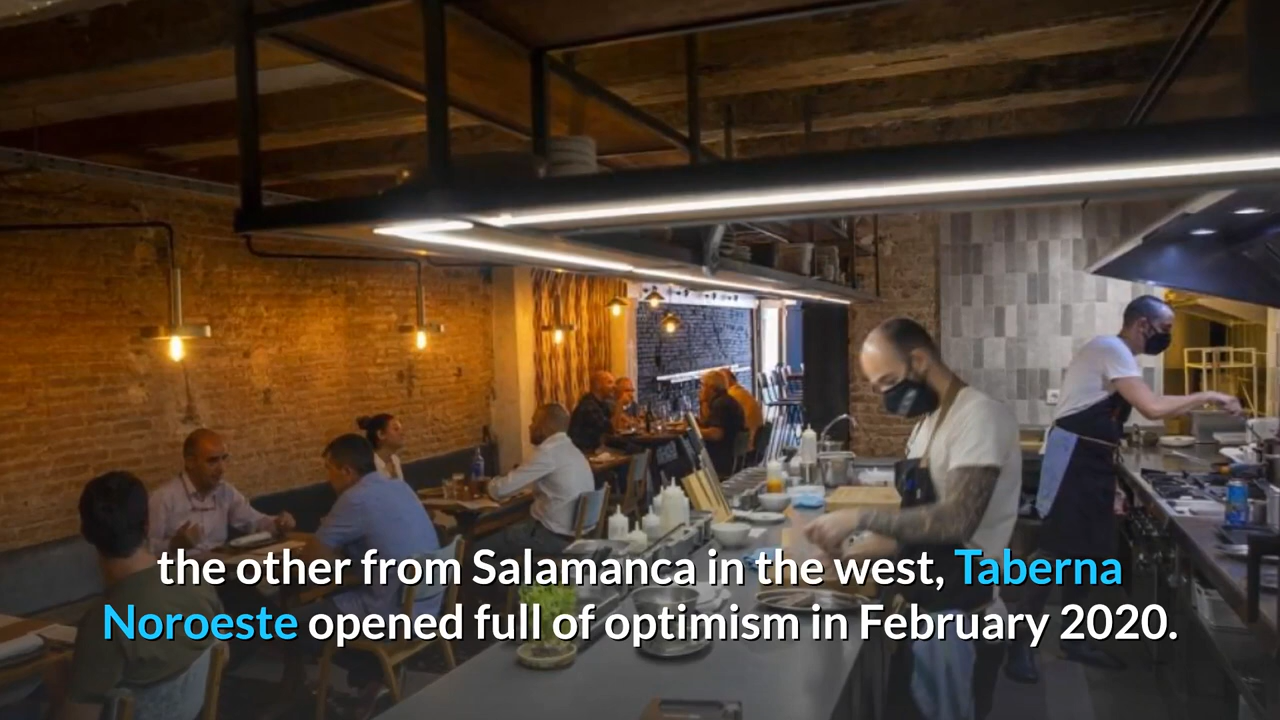 the other from Salamanca in the west, Taberna
Noroeste opened full of optimism in February 2020.